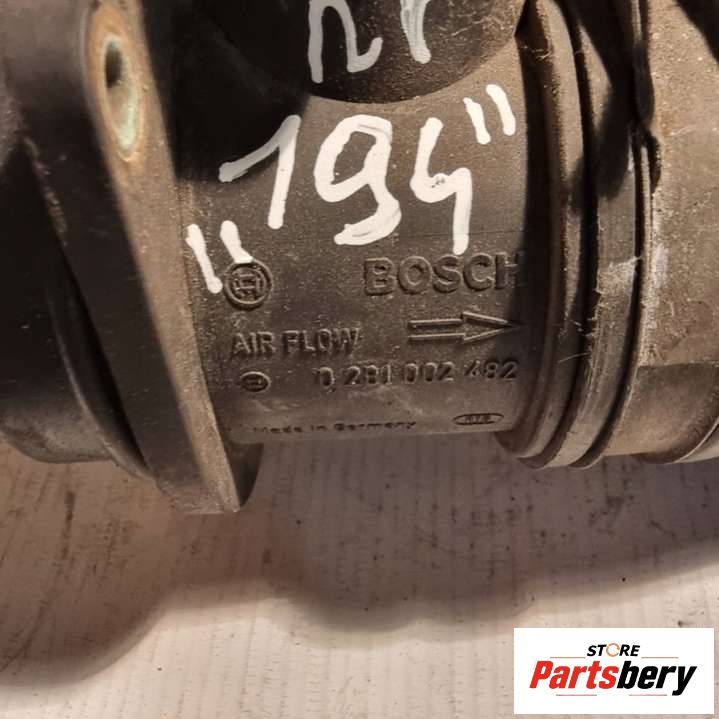 "194"
BOSCH
AIR FLOW
0 281 002 482
Made in Germany
STORE
Partsbery